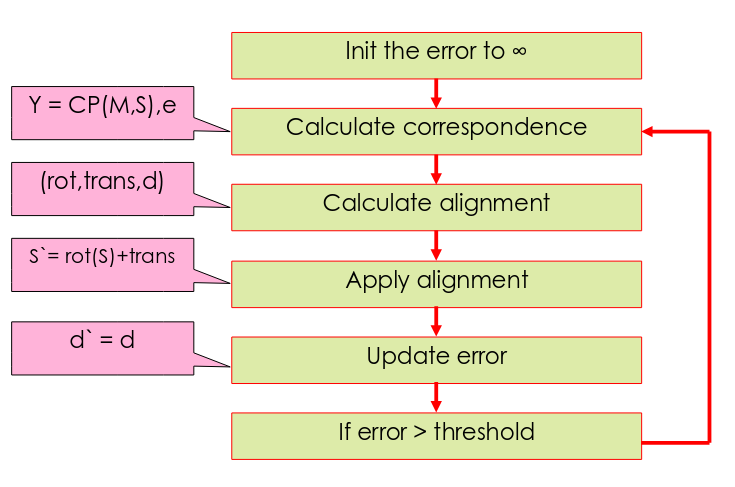 Init the error to ∞
Y = CP(M,S),e
Calculate correspondence
(rot,trans,d)
Calculate alignment
S`= rot(S)+trans
Apply alignment
d` = d
Update error
If error > threshold